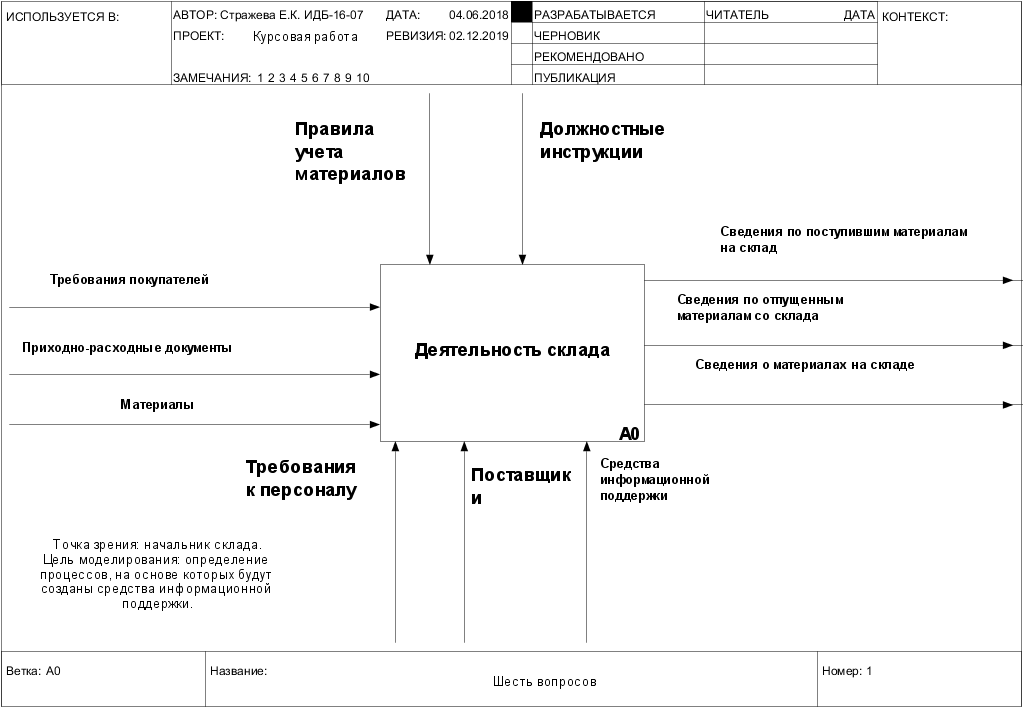 ИСПОЛЬЗУЕТСЯ В:
АВТОР: Стражева Е.К. ИДБ-16-07
ДАТА: 04.06.2018
ПРОЕКТ: Курсовая работа
РЕВИЗИЯ: 02.12.2019
ЗАМЕЧАНИЯ: 1 2 3 4 5 6 7 8 9 10
РАЗРАБАТЫВАЕТСЯ
ЧЕРНОВИК
РЕКОМЕНДОВАНО
ПУБЛИКАЦИЯ
ЧИТАТЕЛЬ
ДАТА
КОНТЕКСТ:
Правила
учета
материалов
Должностные
инструкции
Требования покупателей
Приходно-расходные документы
Материалы
Деятельность склада
А0
Сведения по поступившим материалам
на склад
Сведения по отпущенным
материалам со склада
Сведения о материалах на складе
Требования
к персоналу
Поставщик
и
Средства
информационной
поддержки
Точка зрения: начальник склада.
Цель моделирования: определение
процессов, на основе которых будут
созданы средства информационной
поддержки.
Ветка: А0
Название:
Шесть вопросов
Номер: 1